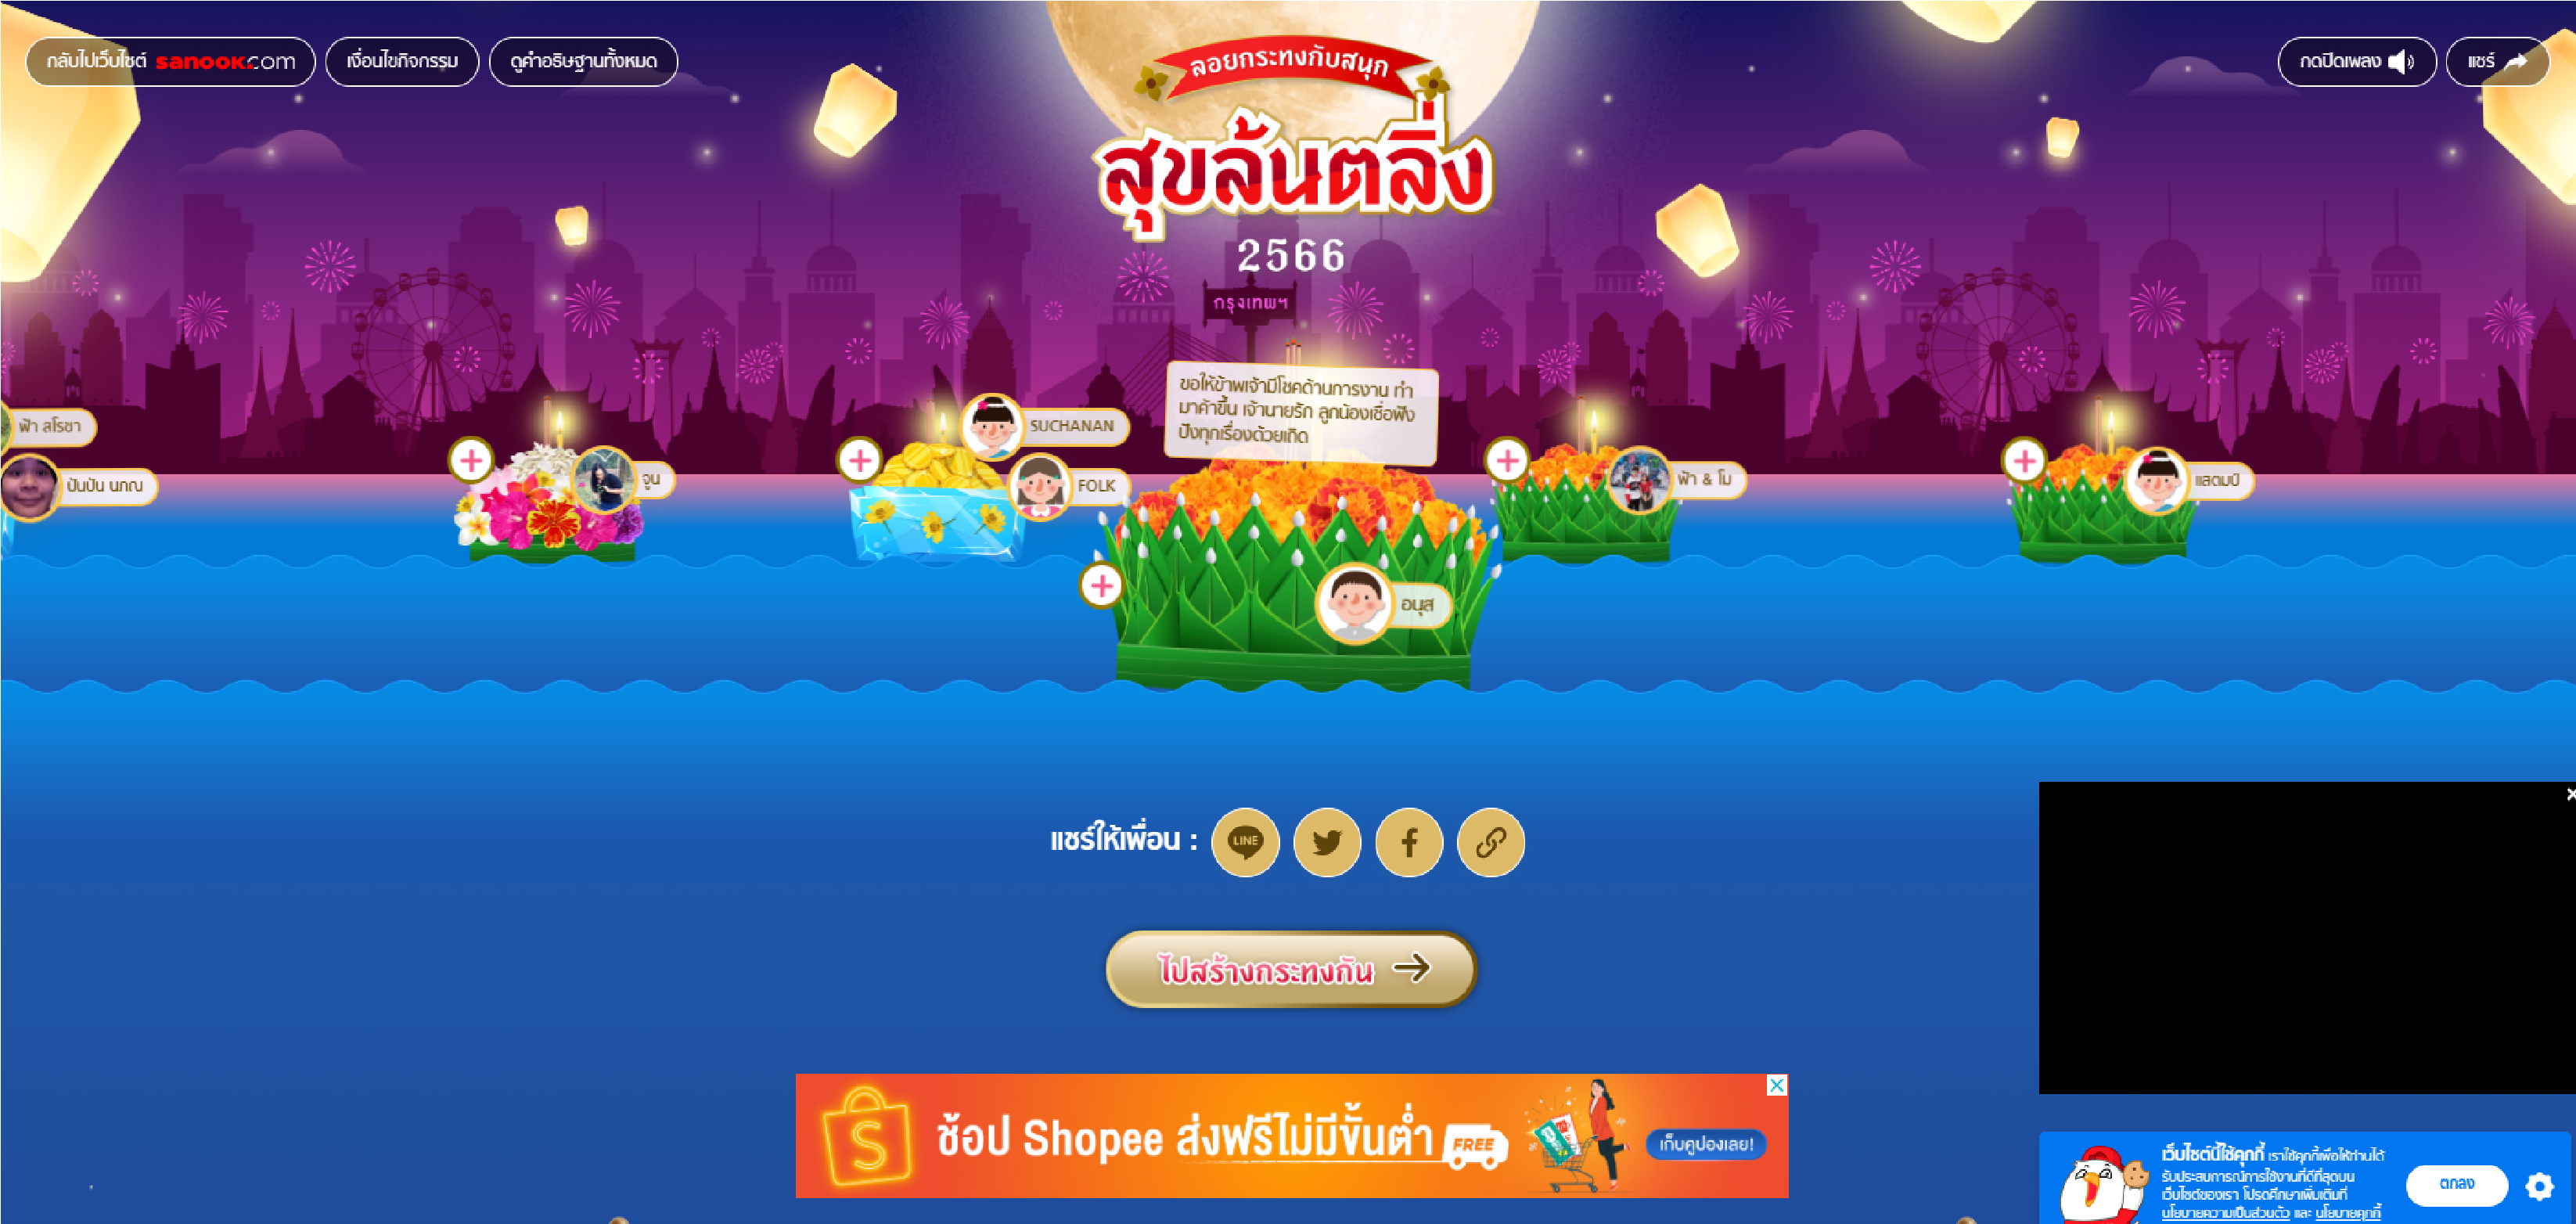 กลับไปเว็บไซต์ sanook.com
เงื่อนไขกิจกรรม
ดูคำอธิษฐานทั้งหมด
กดปิดเพลง
แชร์
ลอยกระทงกับสนุก
สุขล้นตลิ่ง
2566
กรุงเทพฯ
ขอให้ข้าพเจ้ามีโชคด้านการงาน ทำ
มาค้าขึ้น เจ้านายรัก ลูกน้องเชื่อฟัง
ปังทุกเรื่องด้วยเถิด
ฟ้า สโรชา
ปันปัน นภณ
จูน
SUCHANAN
FOLK
ฟ้า & โม
แสตมป์
อนุส
แชร์ให้เพื่อน :
LINE
ไปสร้างกระทงกัน
ช้อป Shopee ส่งฟรีไม่มีขั้นต่ำ
FREE
เก็บคูปองเลย!
เว็บไซต์นี้ใช้คุกกี้ เราใช้คุกกี้เพื่อให้ท่านได้
รับประสบการณ์การใช้งานที่ดีที่สุดบน
เว็บไซต์ของเรา โปรดศึกษาเพิ่มเติมที่
นโยบายความเป็นส่วนตัว และ นโยบายคุกกี้
ตกลง